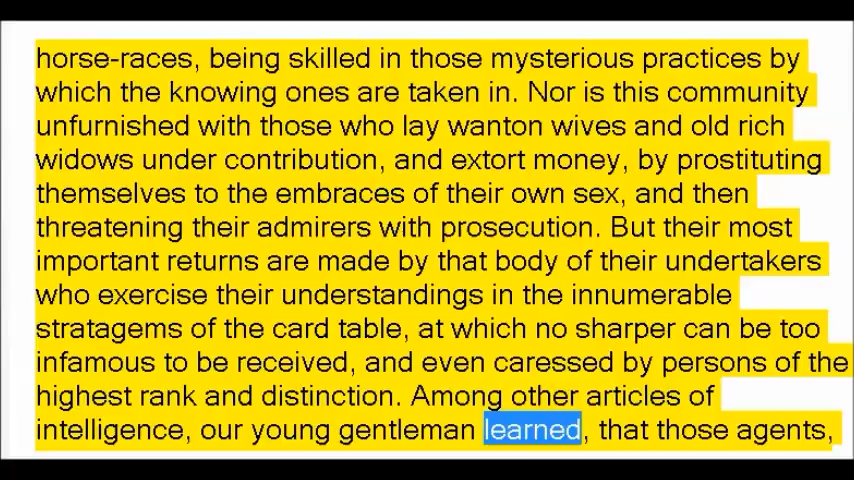 horse-races, being skilled in those mysterious practices by
which the knowing ones are taken in. Nor is this community
unfurnished with those who lay wanton wives and old rich
widows under contribution, and extort money, by prostituting
themselves to the embraces of their own sex, and then
threatening their admirers with prosecution. But their most
important returns are made by that body of their undertakers
who exercise their understandings in the innumerable
stratagems of the card table, at which no sharper can be too
infamous to be received, and even caressed by persons of the
highest rank and distinction. Among other articles of
intelligence, our young gentleman learned, that those agents,